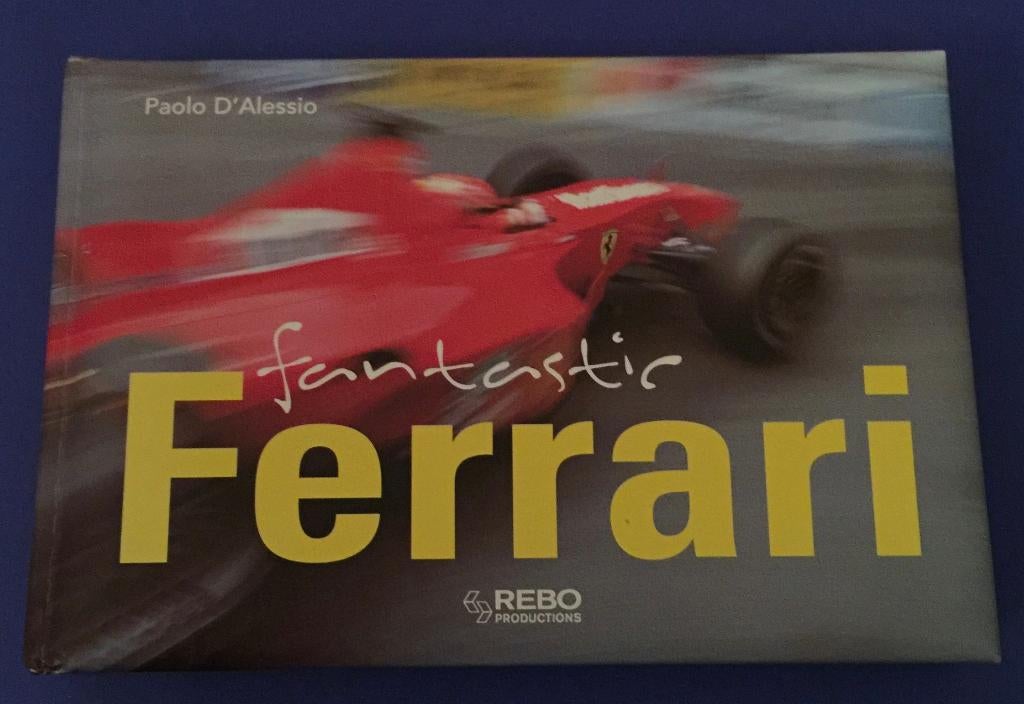 Paolo D'Alessio
fantastic
Ferrari
REBO
PRODUCTIONS